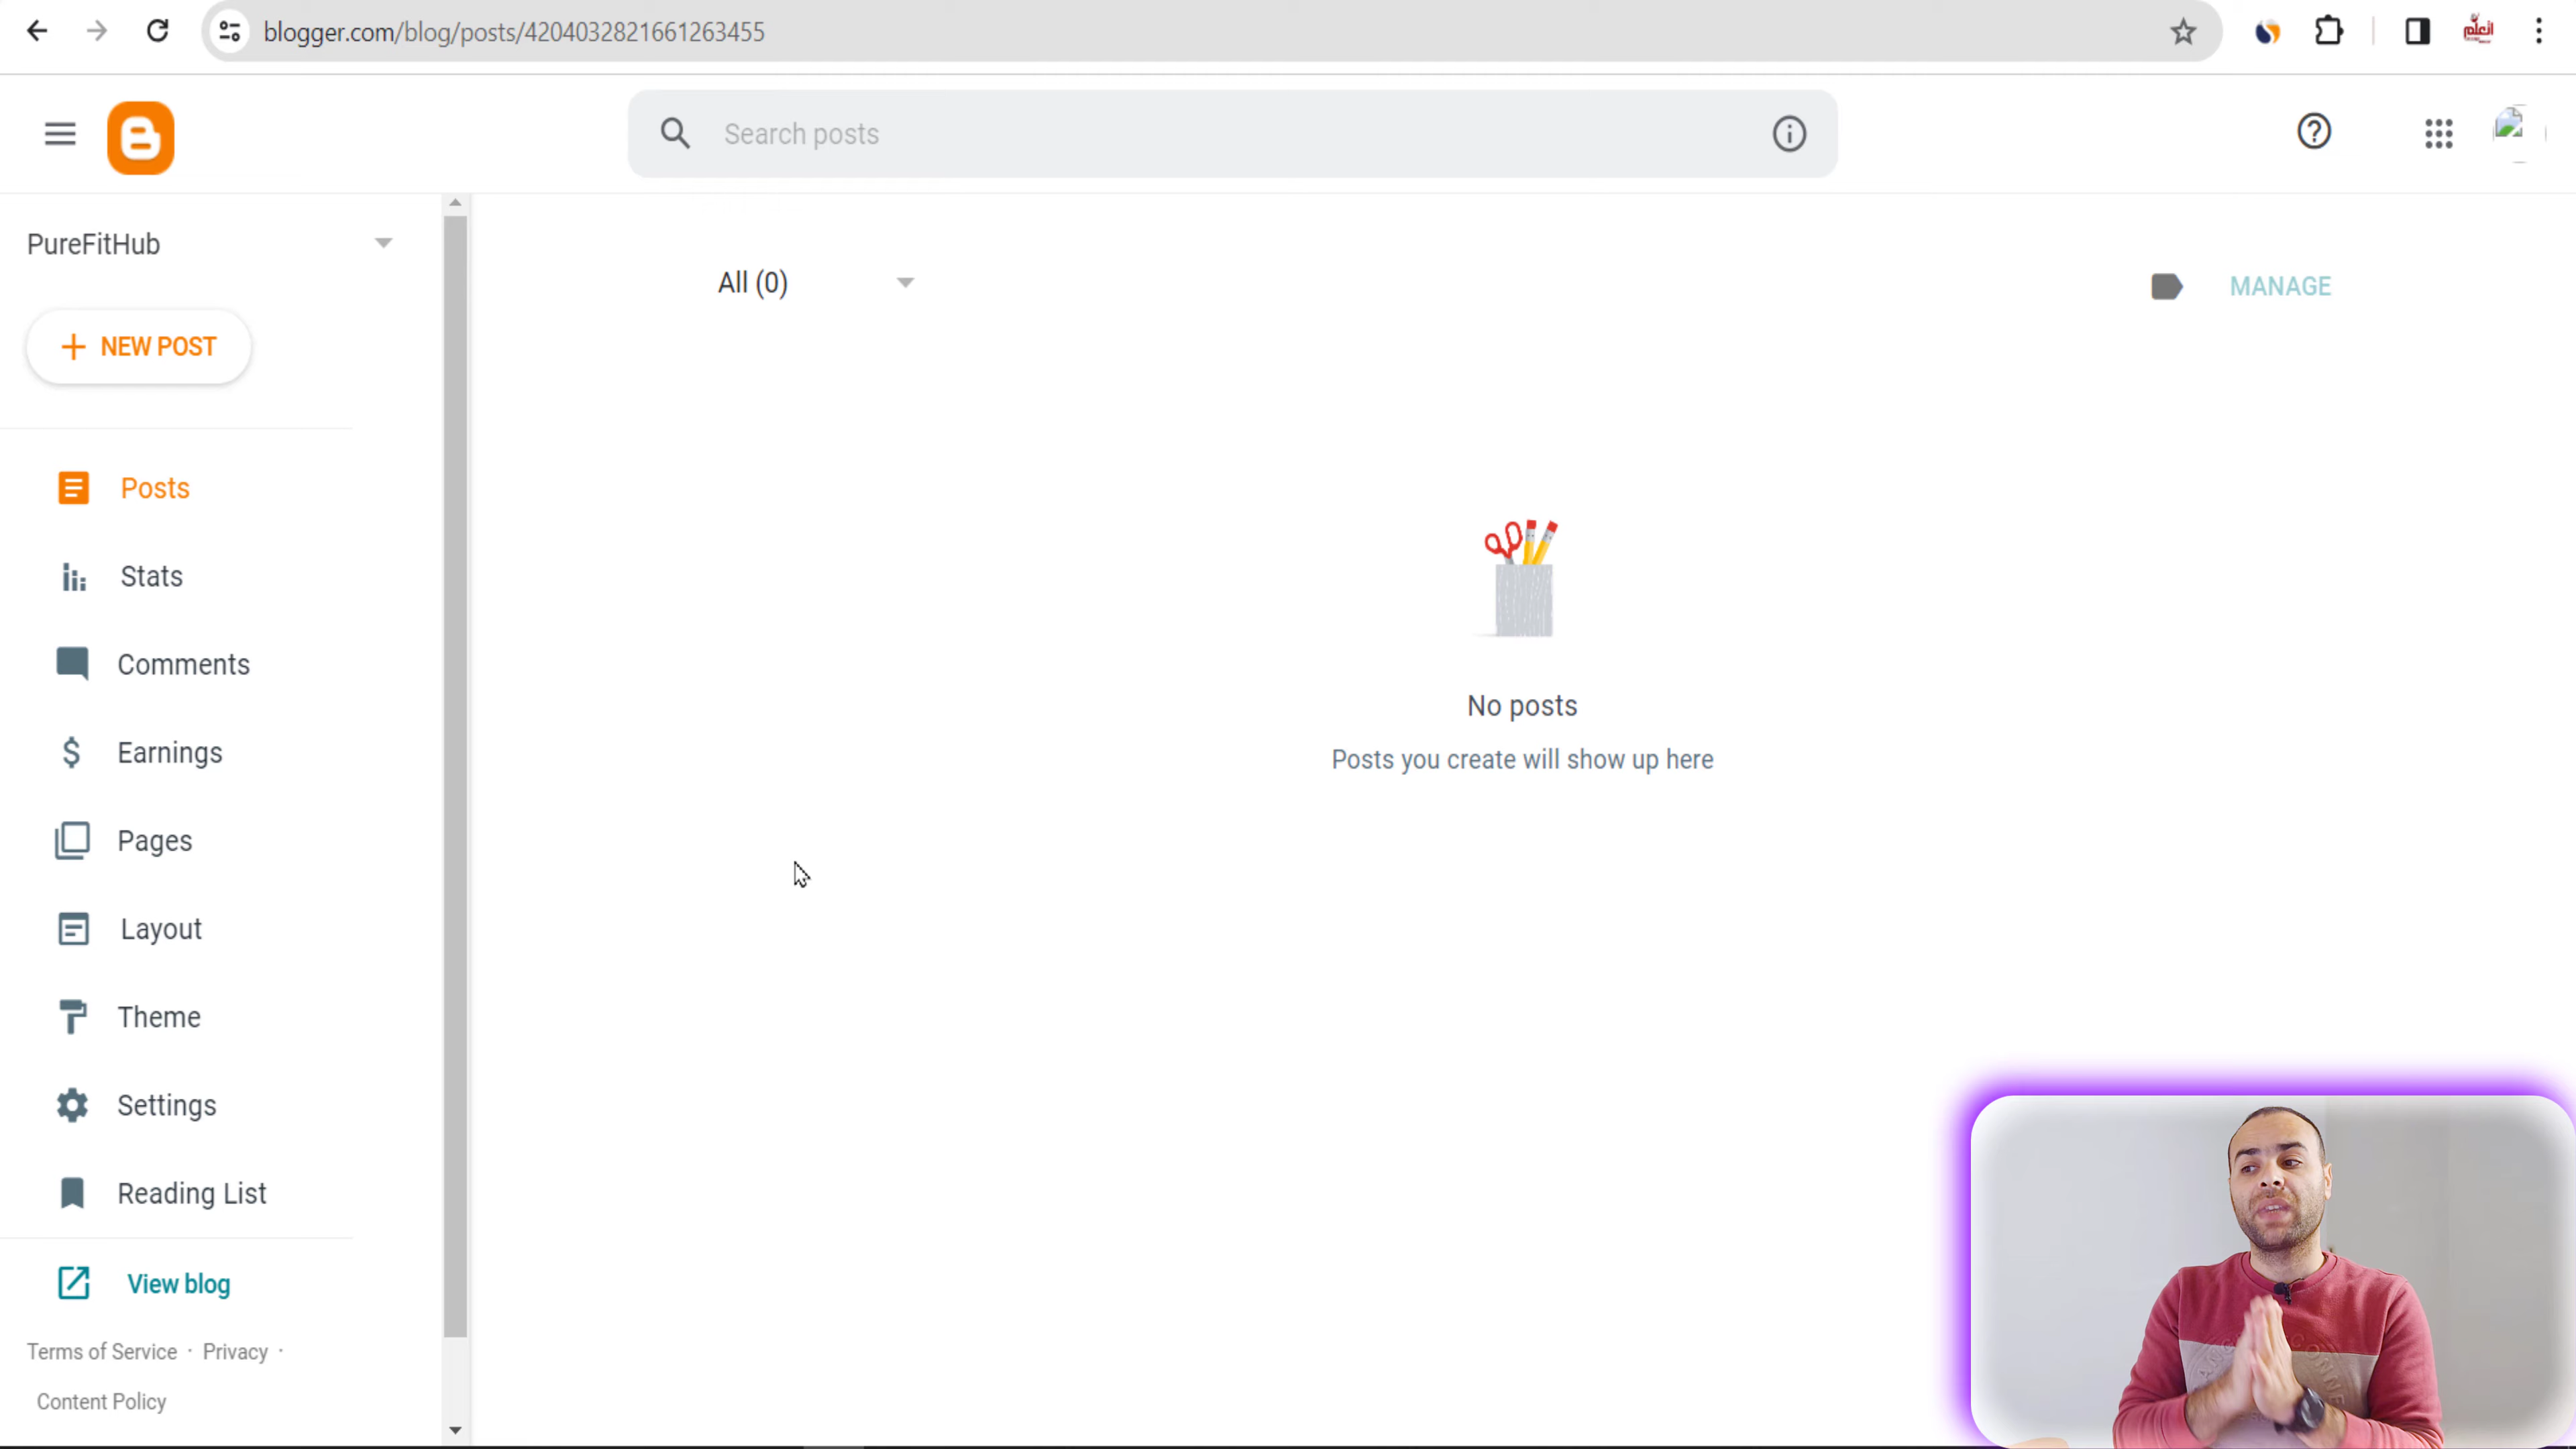 blogger.com/blog/posts/4204032821661263455
Search posts
PureFitHub
All (0)
MANAGE
NEW POST
Posts
Stats
Comments
Earnings
Pages
Layout
Theme
Settings
Reading List
No posts
Posts you create will show up here
View blog
Terms of Service · Privacy ·
Content Policy